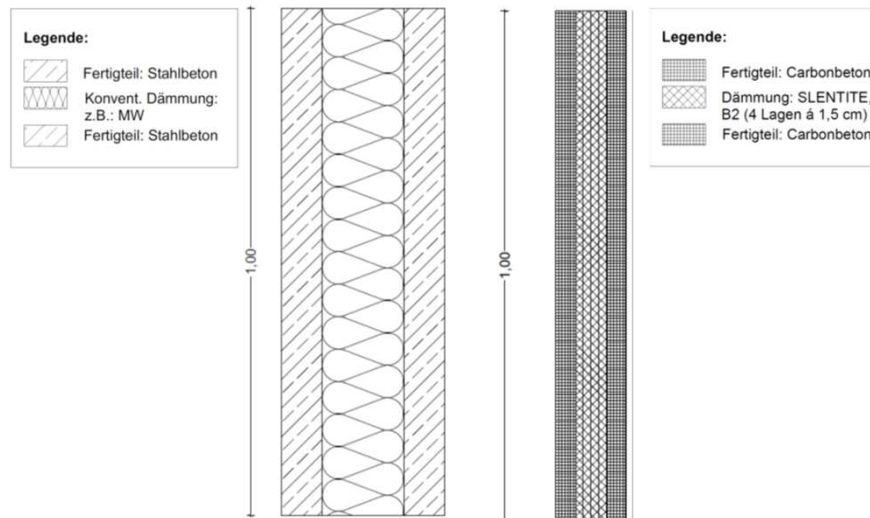 Legende:
Fertigteil: Stahlbeton
Konvent. Dämmung:
z.B.: MW
Fertigteil: Stahlbeton
1,00
1,00
Legende:
Fertigteil: Carbonbeton
Dämmung: SLENTITE,
B2 (4 Lagen á 1,5 cm)
Fertigteil: Carbonbeton